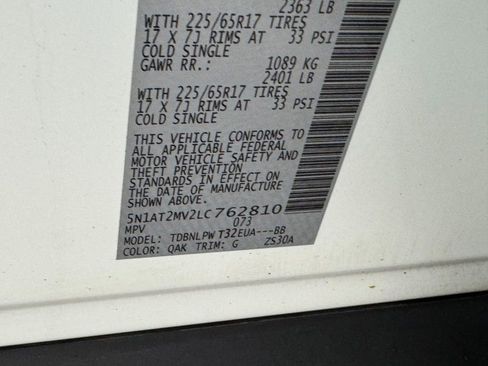 2363 LB
WITH 225/65R17 TIRES
17 X 7J RIMS AT 33 PSI
COLD SINGLE
GAWR RR.: 1089 KG
2401 LB
WITH 225/65R17 TIRES
17 X 7J RIMS AT 33 PSI
COLD SINGLE
THIS VEHICLE CONFORMS TO
ALL APPLICABLE FEDERAL
MOTOR VEHICLE SAFETY AND
THEFT PREVENTION
STANDARDS IN EFFECT ON
THE DATE OF MANUFACTURE
SHOWN ABOVE.
5N1AT2MV2LC762810
MPV 073
MODEL: TDBNLPW T32EUA---BB
COLOR: QAK TRIM: G ZS30A